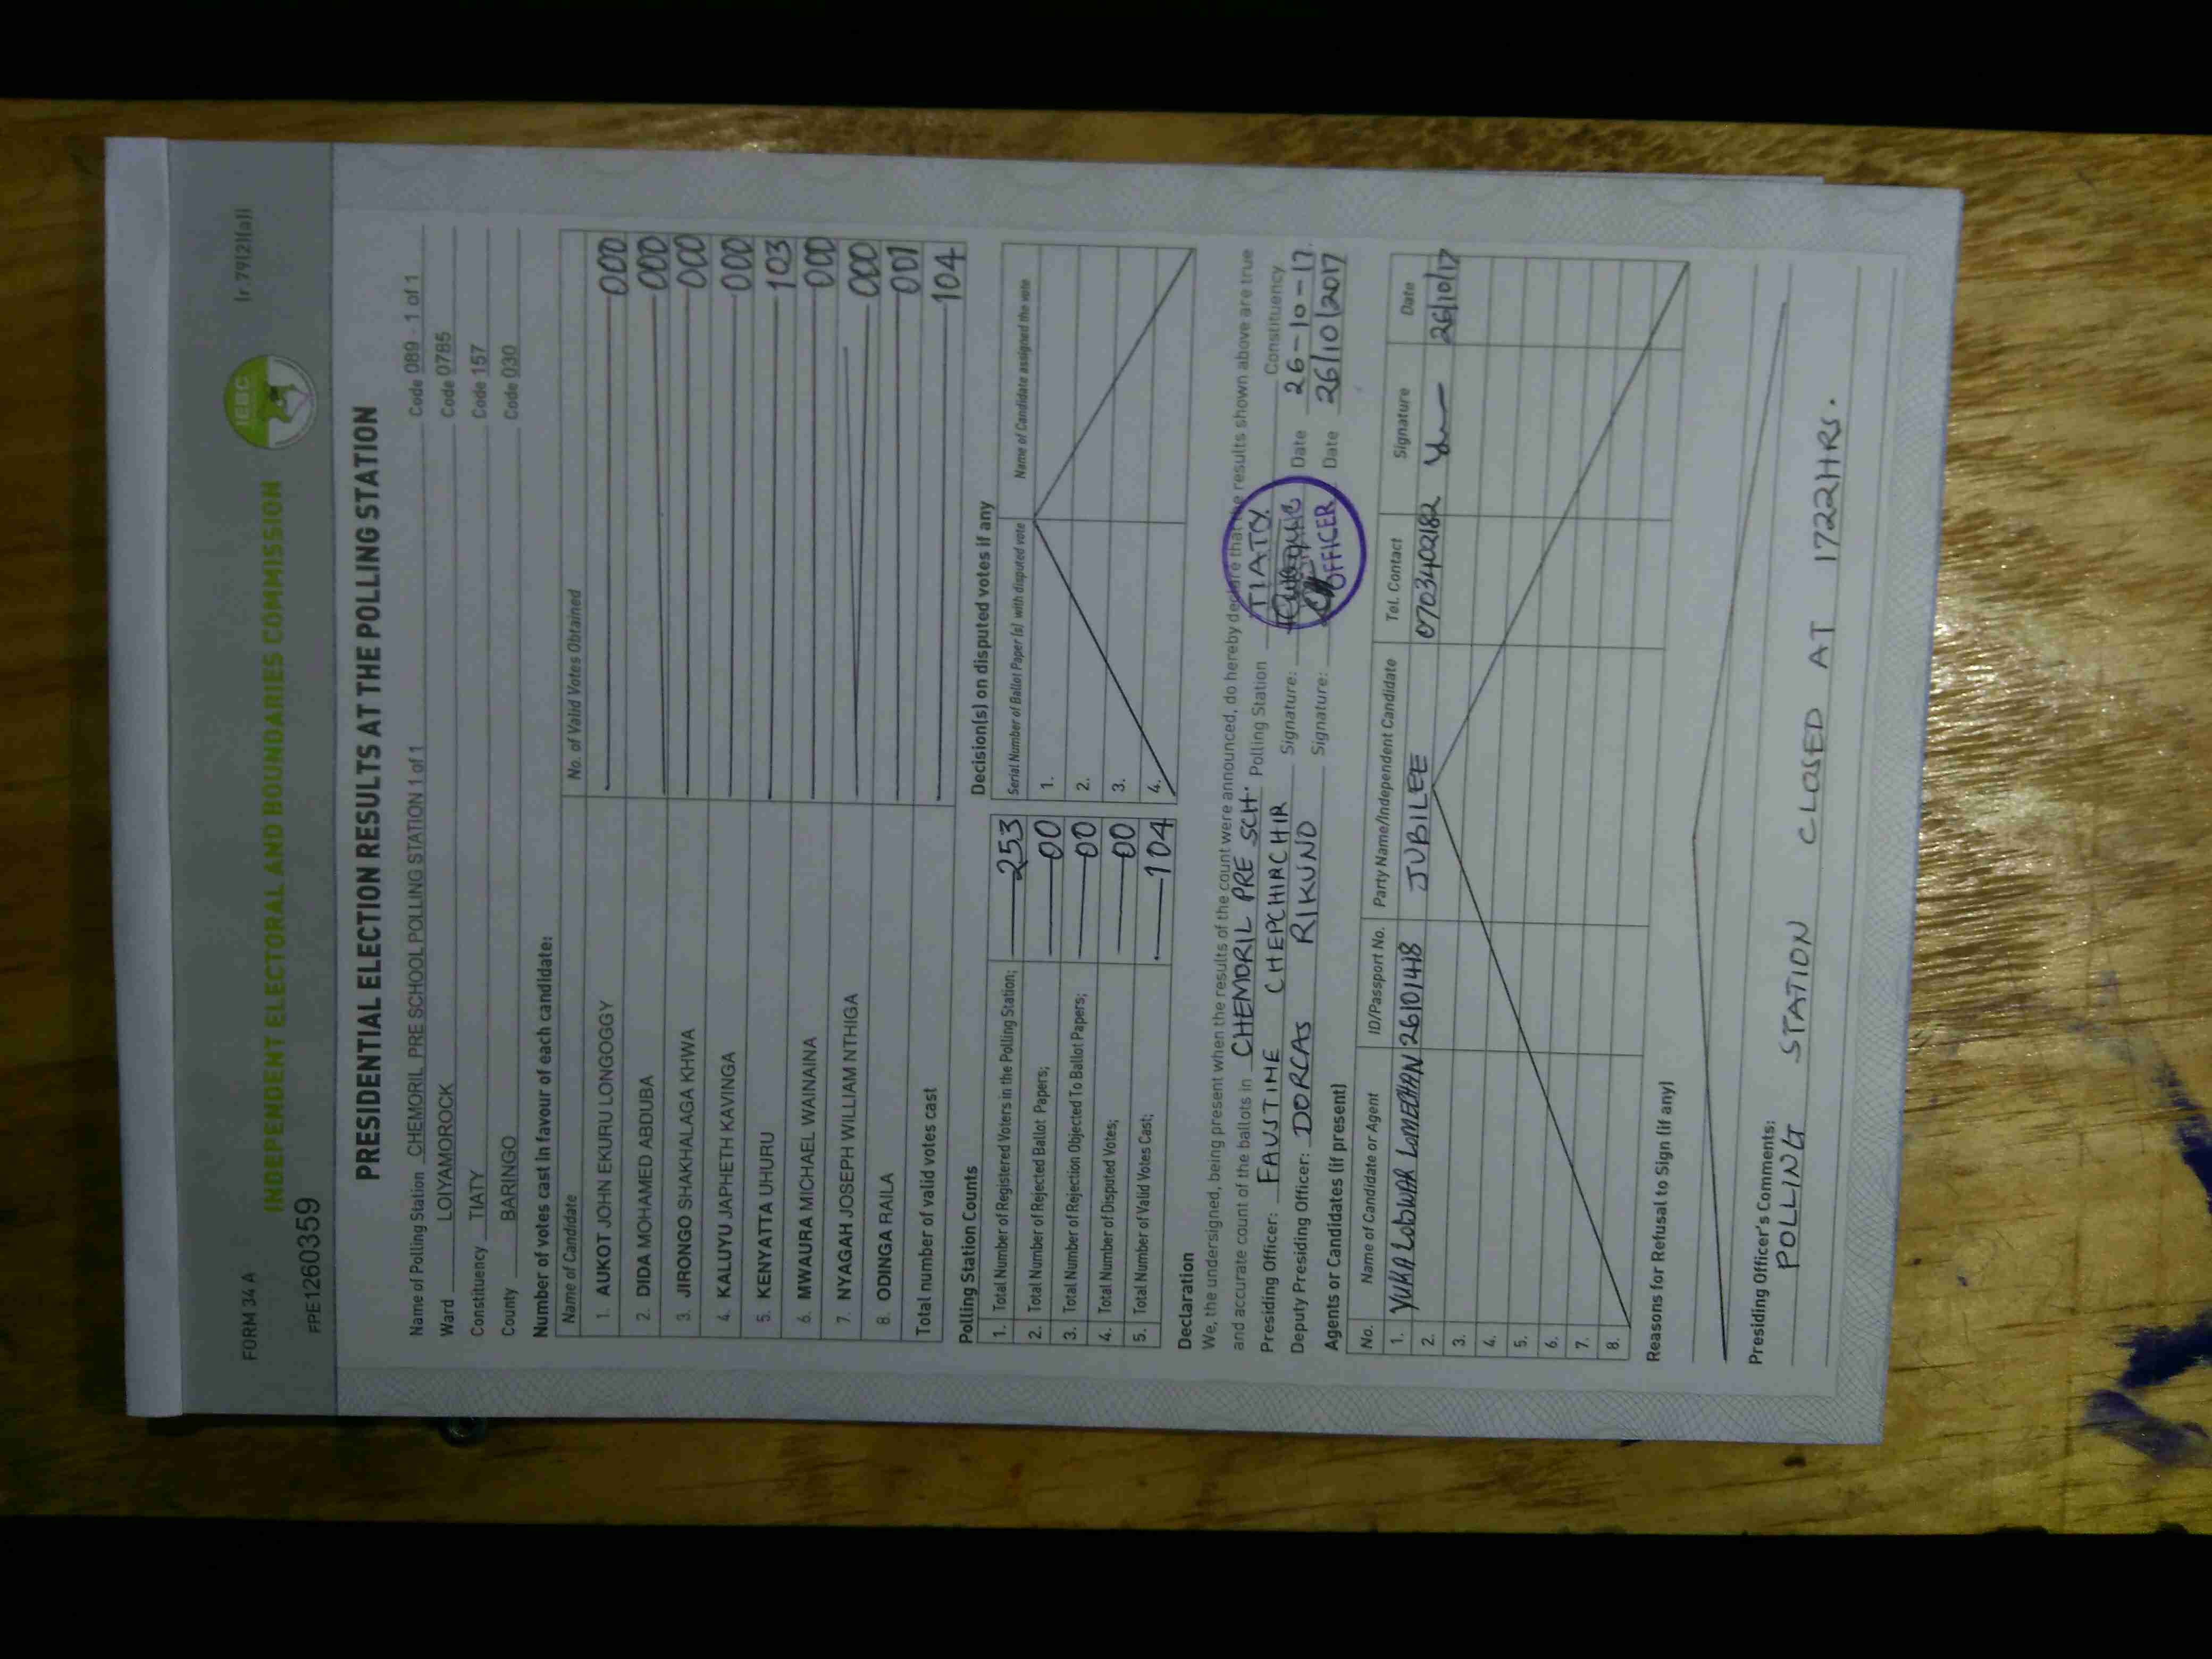 FORM 34 A
[r 79(2)(a)]
IEBC
INDEPENDENT ELECTORAL AND BOUNDARIES COMMISSION
FPE1260359
PRESIDENTIAL ELECTION RESULTS AT THE POLLING STATION
Name of Polling Station CHEMORIL PRE SCHOOL POLLING STATION 1 of 1 Code 089 - 1 of 1
Ward LOIYAMOROCK Code 0785
Constituency TIATY Code 157
County BARINGO Code 030
Number of votes cast in favour of each candidate:
Name of Candidate No. of Valid Votes Obtained
1. AUKOT JOHN EKURU LONGOGGY 000
2. DIDA MOHAMED ABDUBA 000
3. JIRONGO SHAKHALAGA KHWA 000
4. KALUYU JAPHETH KAVINGA 000
5. KENYATTA UHURU 103
6. MWAURA MICHAEL WAINAINA 000
7. NYAGAH JOSEPH WILLIAM NTHIGA 000
8. ODINGA RAILA 001
Total number of valid votes cast 104
Polling Station Counts
1. Total Number of Registered Voters in the Polling Station; 253
2. Total Number of Rejected Ballot Papers; 00
3. Total Number of Rejection Objected To Ballot Papers; 00
4. Total Number of Disputed Votes; 00
5. Total Number of Valid Votes Cast; 104
Decision(s) on disputed votes if any
Serial Number of Ballot Paper (s) with disputed vote Name of Candidate assigned the vote
1.
2.
3.
4.
Declaration
We, the undersigned, being present when the results of the count were announced, do hereby declare that the results shown above are true
and accurate count of the ballots in CHEMORIL PRE SCH. Polling Station TIATY Constituency
Presiding Officer: FAUSTINE CHEPCHIRCHIR Signature: Date 26-10-17
Deputy Presiding Officer: DORCAS RIKUNO Signature: OFFICER Date 26/10/2017
Agents or Candidates (if present)
No. Name of Candidate or Agent ID/Passport No. Party Name/Independent Candidate Tel. Contact Signature Date
1. YUKA LOBWAR 26101418 JUBILEE 0703402182 26/10/17
2.
3.
4.
5.
6.
7.
8.
Reasons for Refusal to Sign (if any)
Presiding Officer's Comments:
POLLING STATION CLOSED AT 1722HRS.